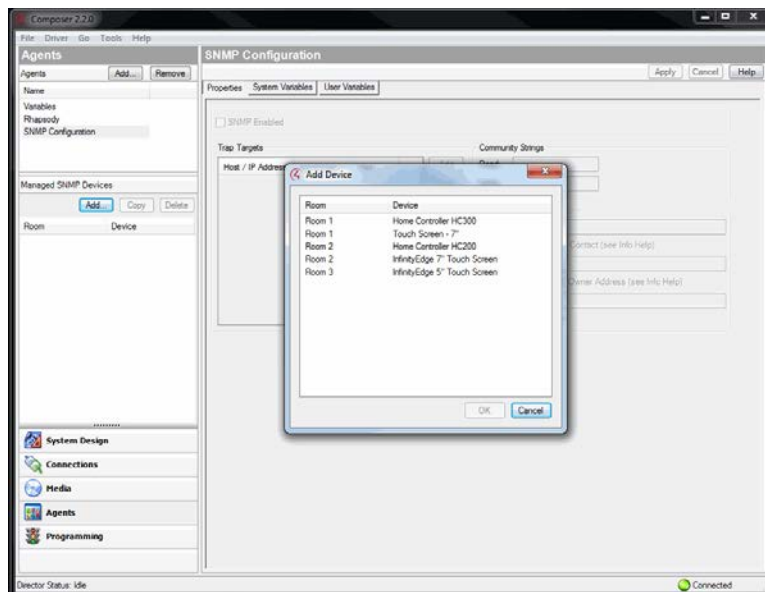 Composer 2.2.0
File Driver Go Tools Help
Agents
SNMP Configuration
Agents Add... Remove
Apply Cancel Help
Name
Properties System Variables User Variables
Variables
Rhapsody
SNMP Configuration
SNMP Enabled
Trap Targets
Community Strings
Host / IP Address
Managed SNMP Devices
Add... Copy Delete
Room Device
Add Device
Room Device
Room 1 Home Controller HC300
Room 1 Touch Screen - 7"
Room 2 Home Controller HC200
Room 2 InfinityEdge 7" Touch Screen
Room 3 InfinityEdge 5" Touch Screen
Contact (see Info Help)
Owner Address (see Info Help)
OK Cancel
System Design
Connections
Media
Agents
Programming
Director Status: Idle
Connected